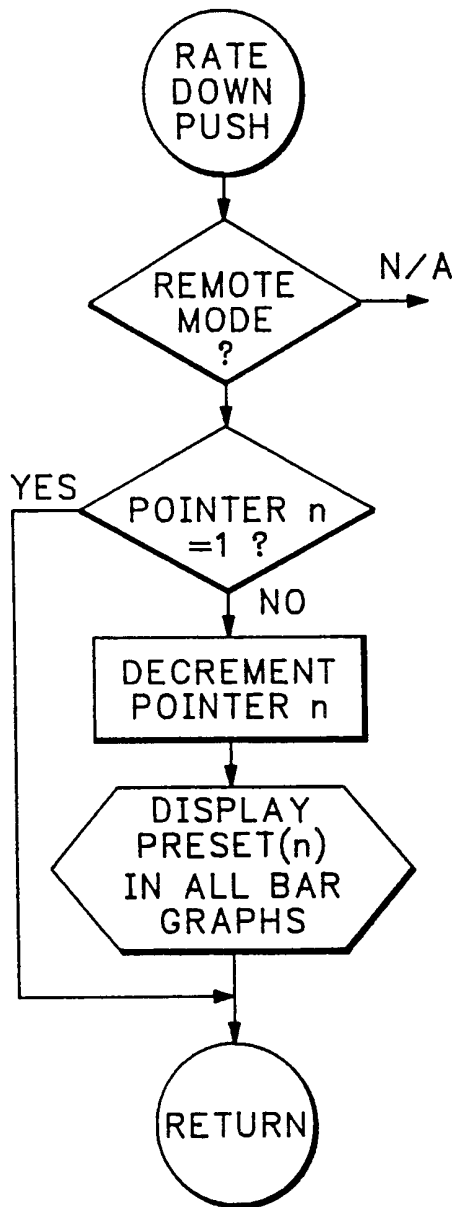 RATE
DOWN
PUSH
N/A
REMOTE
MODE
?
YES
POINTER n
=1 ?
NO
DECREMENT
POINTER n
DISPLAY
PRESET(n)
IN ALL BAR
GRAPHS
RETURN